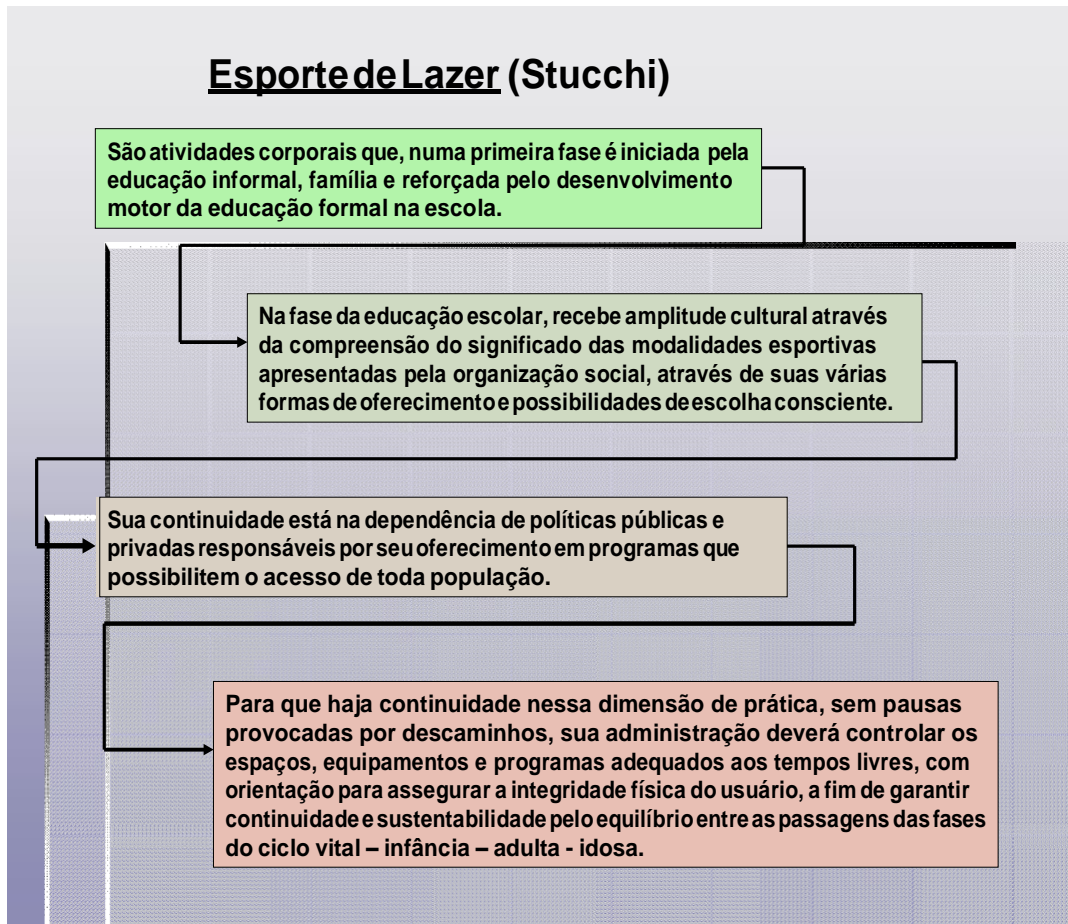 Esporte de Lazer (Stucchi)
São atividades corporais que, numa primeira fase é iniciada pela
educação informal, família e reforçada pelo desenvolvimento
motor da educação formal na escola.
Na fase da educação escolar, recebe amplitude cultural através
da compreensão do significado das modalidades esportivas
apresentadas pela organização social, através de suas várias
formas de oferecimento e possibilidades de escolha consciente.
Sua continuidade está na dependência de políticas públicas e
privadas responsáveis por seu oferecimento em programas que
possibilitem o acesso de toda população.
Para que haja continuidade nessa dimensão de prática, sem pausas
provocadas por descaminhos, sua administração deverá controlar os
espaços, equipamentos e programas adequados aos tempos livres, com
orientação para assegurar a integridade física do usuário, a fim de garantir
continuidade e sustentabilidade pelo equilíbrio entre as passagens das fases
do ciclo vital – infância – adulta - idosa.